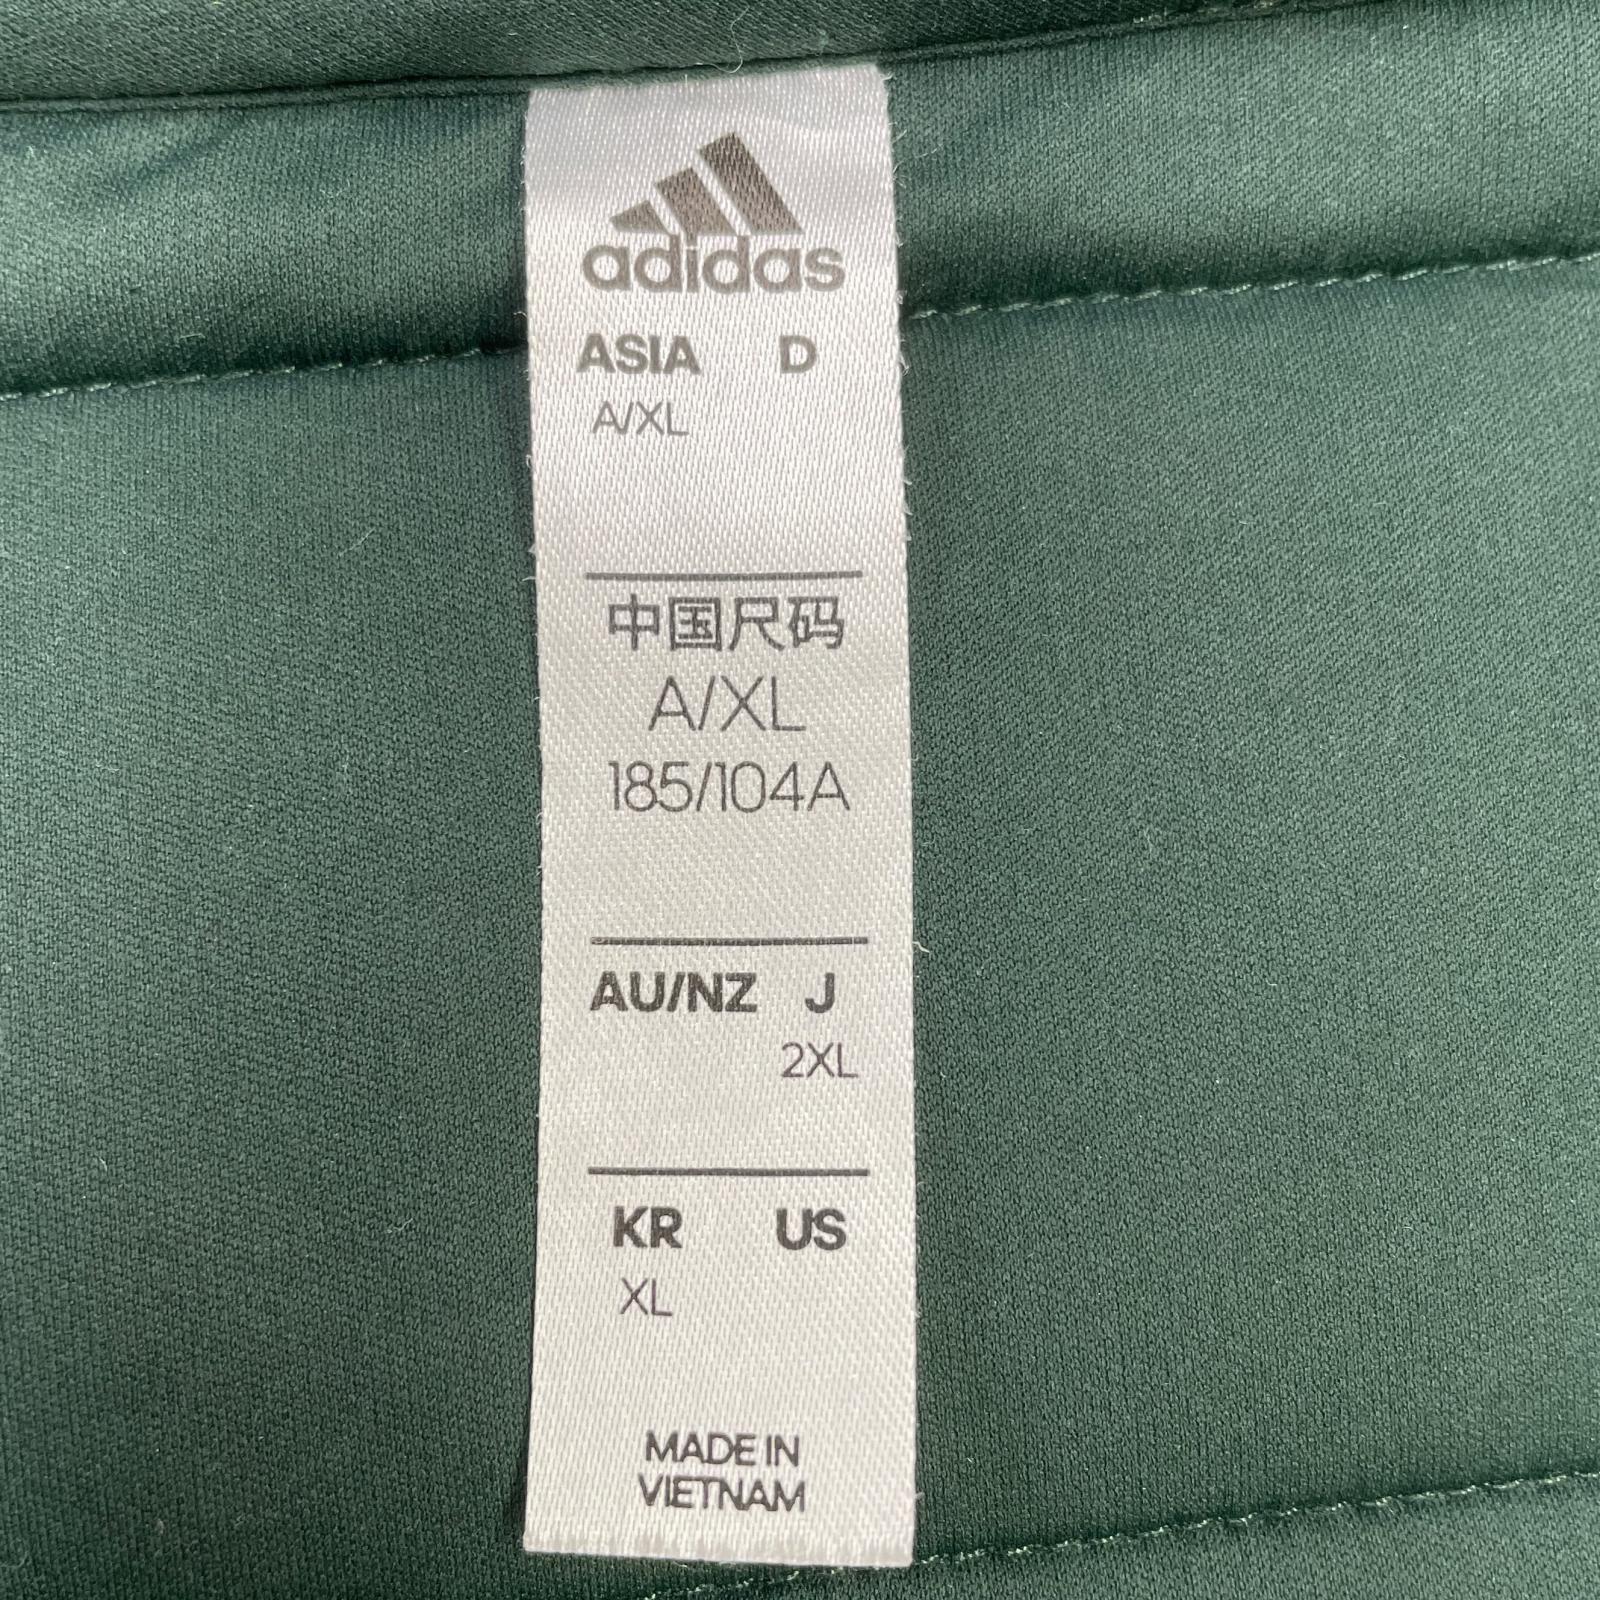 adidas
ASIA D
A/XL
中国尺码
A/XL
185/104A
AU/NZ J
2XL
KR US
XL
MADE IN
VIETNAM